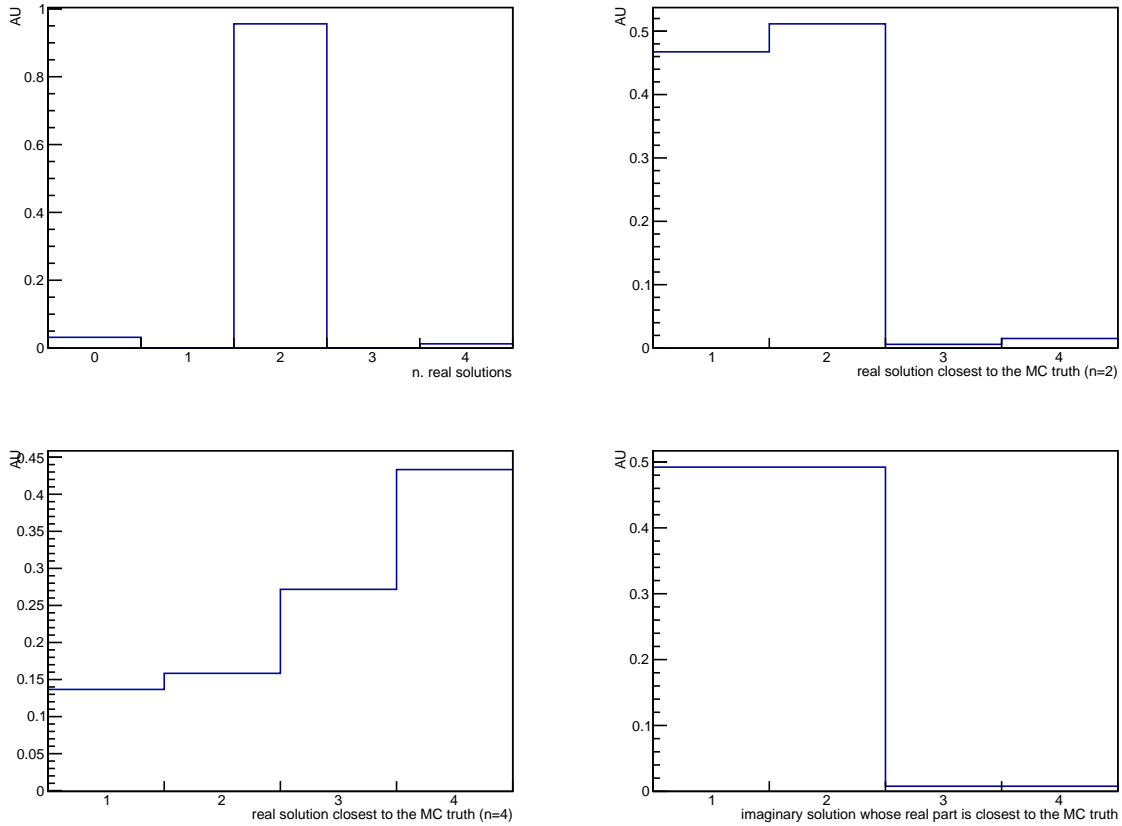 AU
1
0.8
0.6
0.4
0.2
0
0 1 2 3 4
n. real solutions
AU
0.5
0.4
0.3
0.2
0.1
0
1 2 3 4
real solution closest to the MC truth (n=2)
AU
0.45
0.4
0.35
0.3
0.25
0.2
0.15
0.1
0.05
0
1 2 3 4
real solution closest to the MC truth (n=4)
AU
0.5
0.4
0.3
0.2
0.1
0
1 2 3 4
imaginary solution whose real part is closest to the MC truth